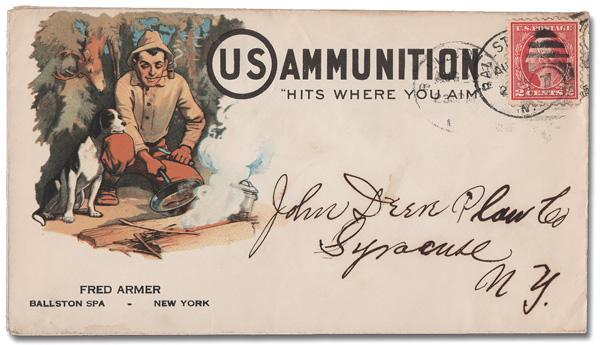 US AMMUNITION
"HITS WHERE YOU AIM
U.S. POSTAGE
2 CENTS 2
John Deere Plow Co
Syracuse
N.Y.
FRED ARMER
BALLSTON SPA - NEW YORK